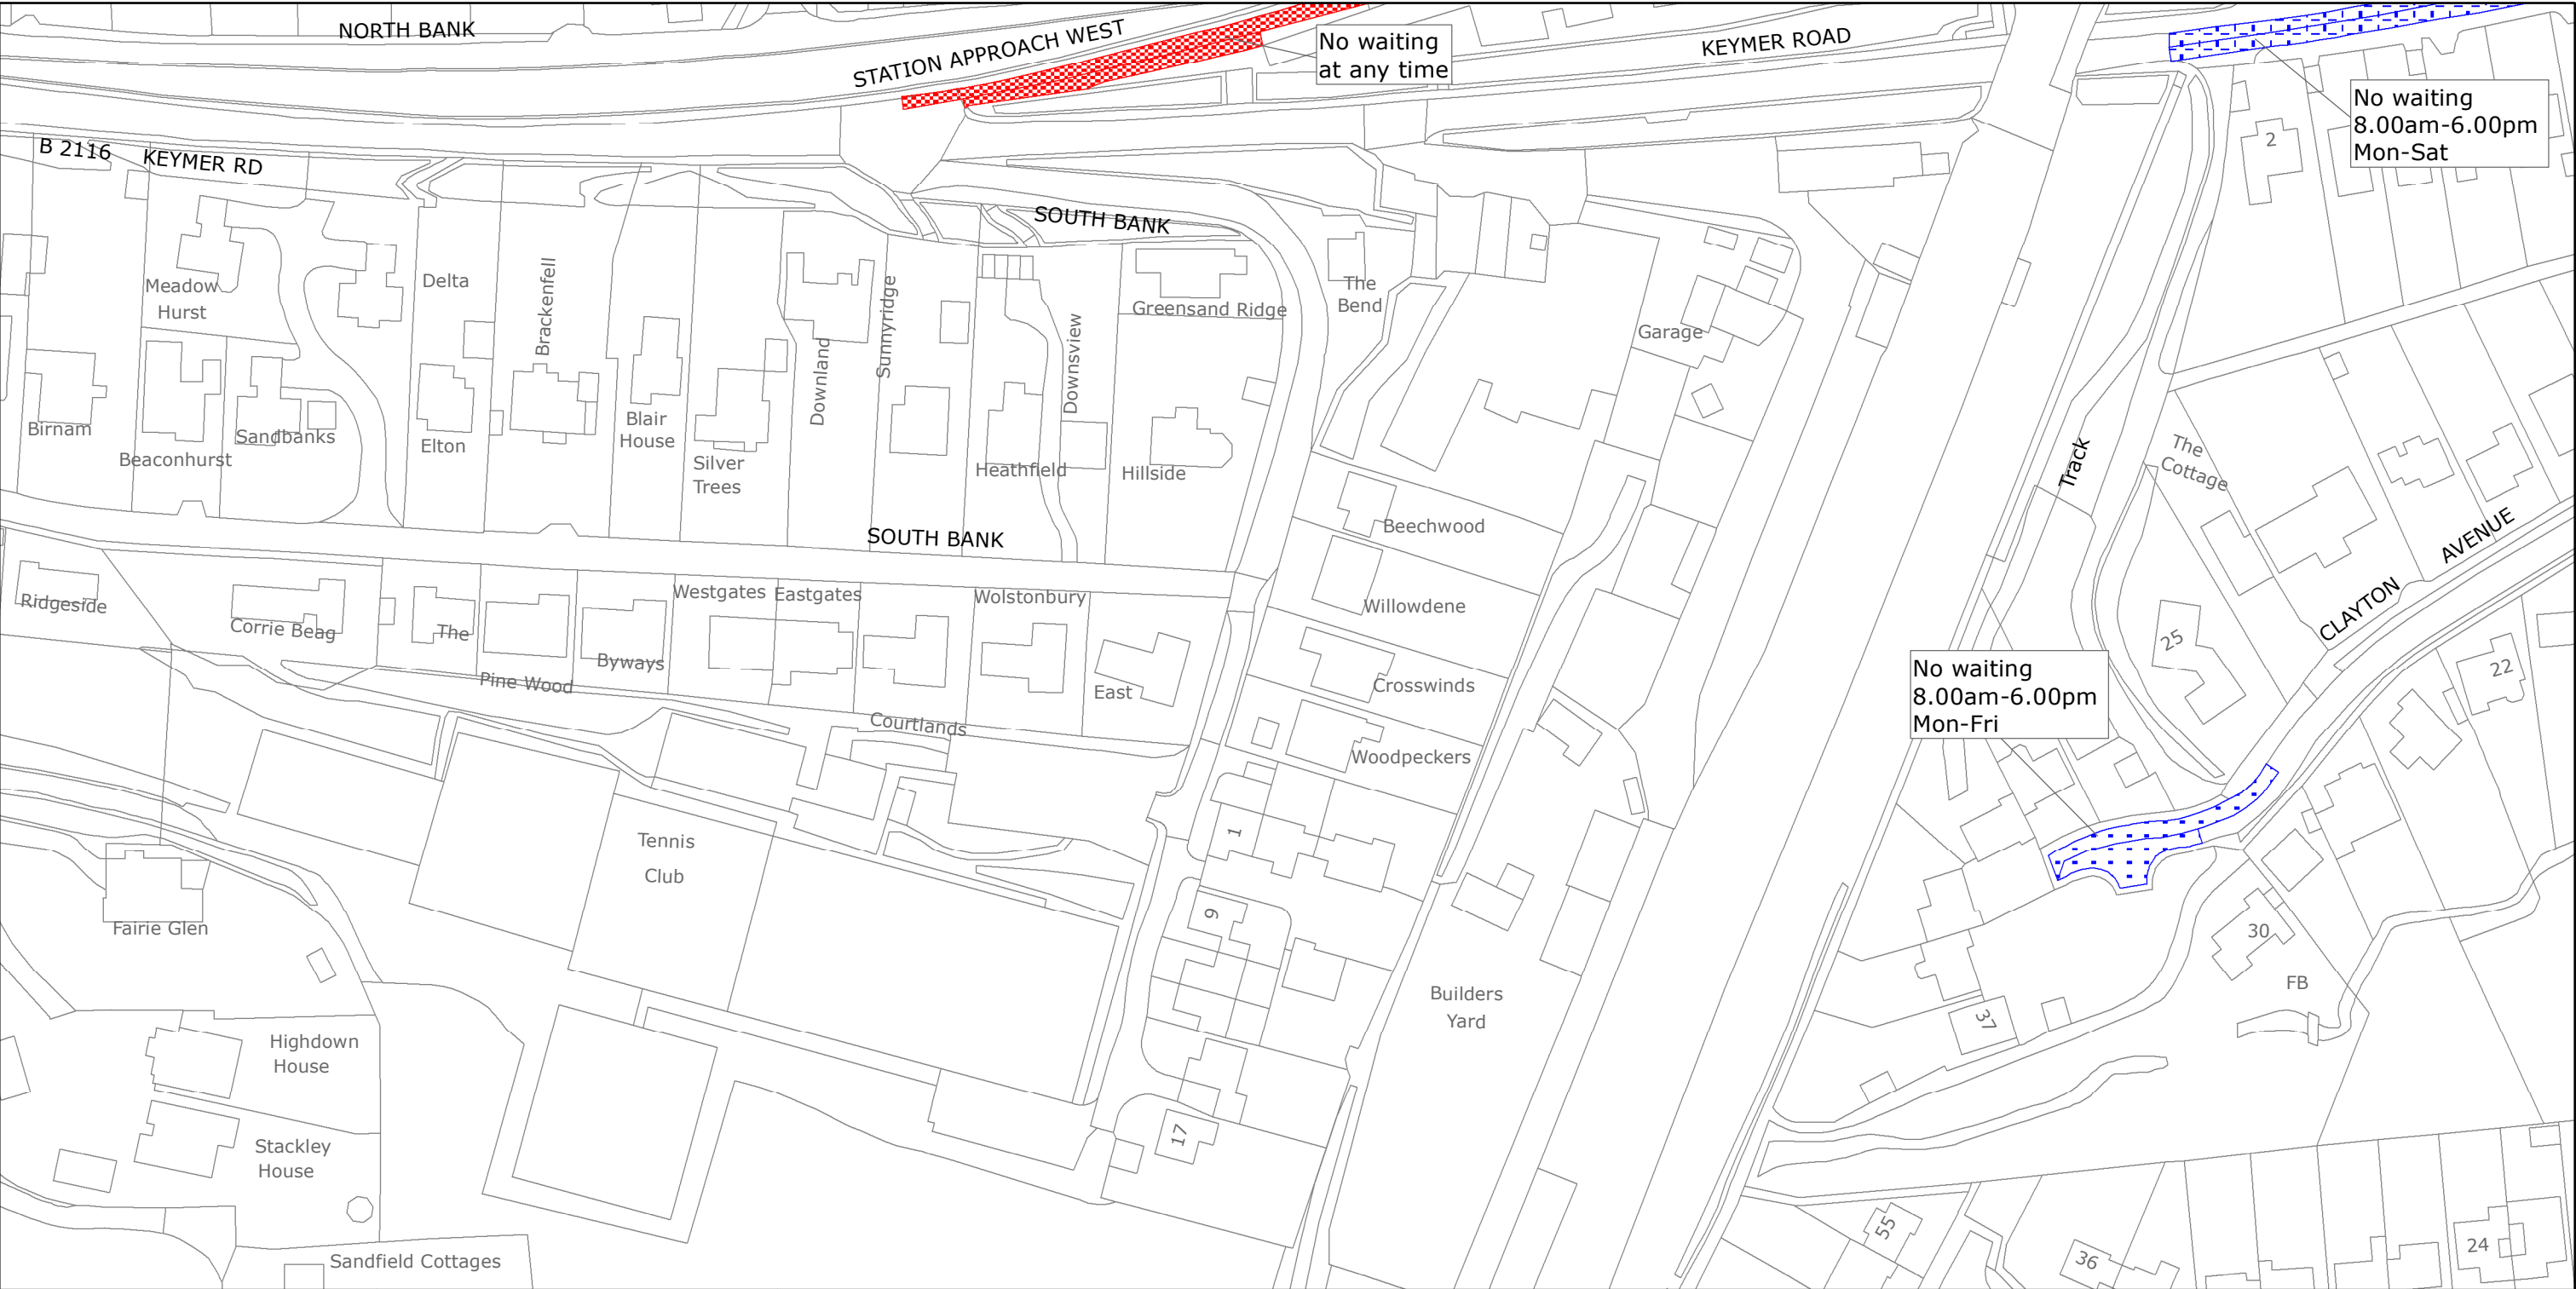 NORTH BANK
STATION APPROACH WEST
No waiting
at any time
KEYMER ROAD
No waiting
8.00am-6.00pm
Mon-Sat
2
B 2116
KEYMER RD
SOUTH BANK
Meadow
Hurst
Delta
Brackenfell
Sunnyridge
Downland
Downsview
Greensand Ridge
The
Bend
Garage
Birnam
Beaconhurst
Sandbanks
Elton
Blair
House
Silver
Trees
Heathfield
Hillside
Beechwood
Track
The
Cottage
CLAYTON
AVENUE
SOUTH BANK
Ridgeside
Corrie Beag
The
Pine Wood
Byways
Westgates
Eastgates
Courtlands
Wolstonbury
East
Willowdene
Crosswinds
Woodpeckers
25
22
No waiting
8.00am-6.00pm
Mon-Fri
Tennis
Club
1
9
17
Fairie Glen
Builders
Yard
30
FB
37
Highdown
House
Stackley
House
Sandfield Cottages
55
36
24